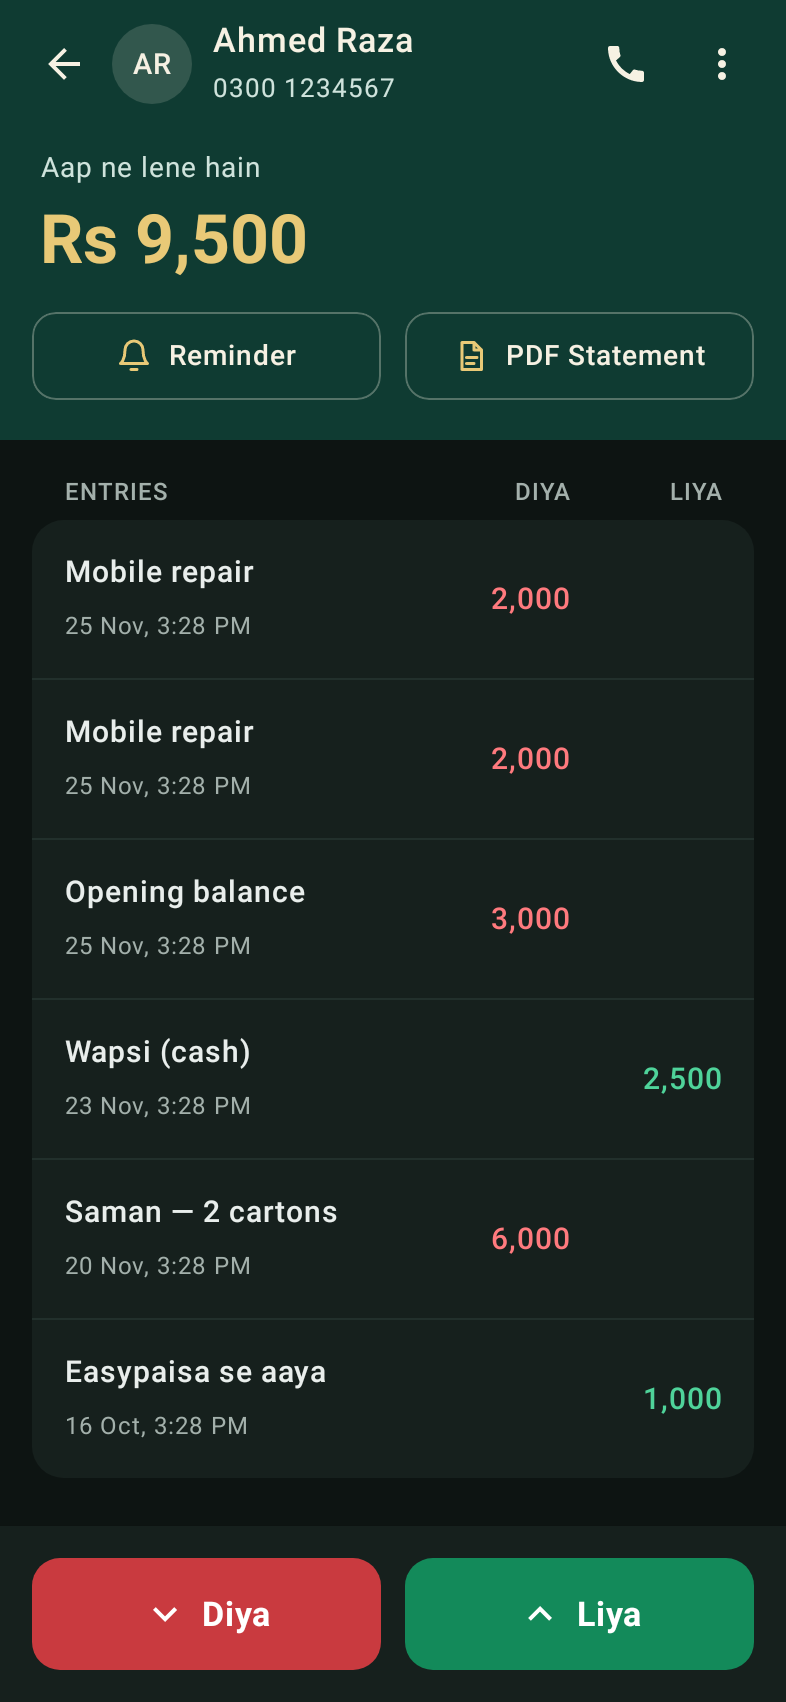 AR
Ahmed Raza
0300 1234567
Aap ne lene hain
Rs 9,500
Reminder
PDF Statement
ENTRIES DIYA LIYA
Mobile repair
25 Nov, 3:28 PM
2,000
Mobile repair
25 Nov, 3:28 PM
2,000
Opening balance
25 Nov, 3:28 PM
3,000
Wapsi (cash)
23 Nov, 3:28 PM
2,500
Saman — 2 cartons
20 Nov, 3:28 PM
6,000
Easypaisa se aaya
16 Oct, 3:28 PM
1,000
Diya
Liya